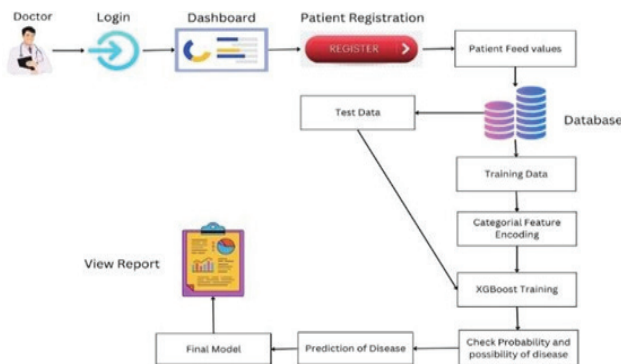 Doctor
Login
Dashboard
Patient Registration
REGISTER
Patient Feed values
Test Data
Database
Training Data
Categorial Feature
Encoding
View Report
XGBoost Training
Final Model
Prediction of Disease
Check Probability and
possibility of disease